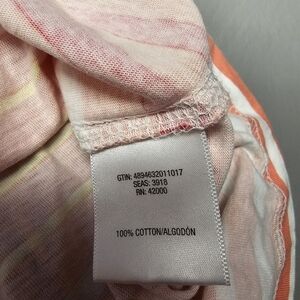 GTIN: 4894632011017
SEAS: 3918
RN: 42000
100% COTTON/ALGODÓN